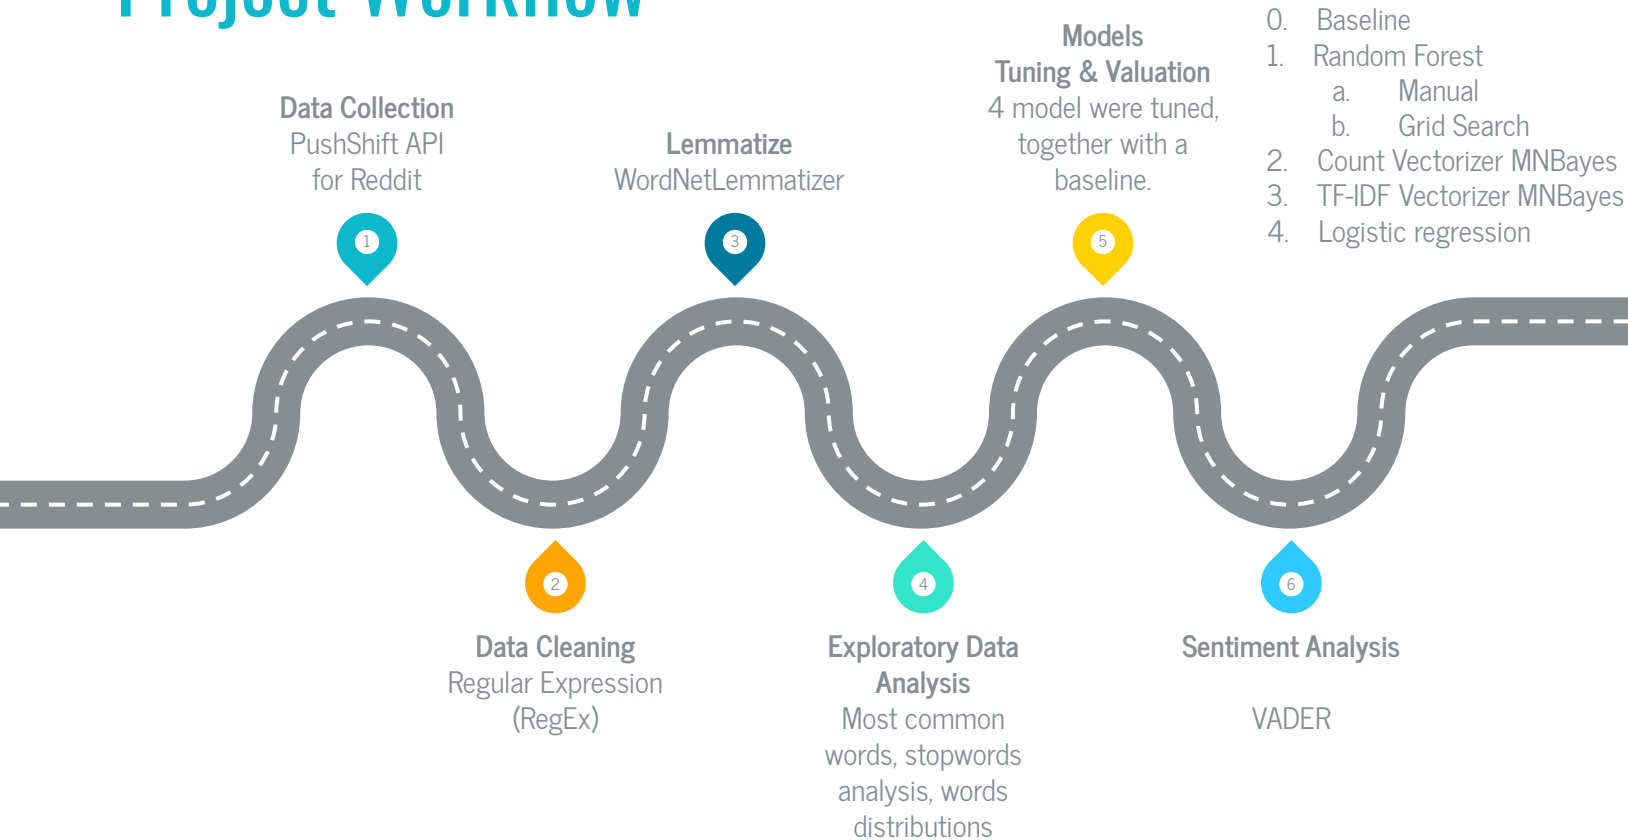 Project Workflow
Data Collection
PushShift API
for Reddit
1
Data Cleaning
Regular Expression
(RegEx)
2
Lemmatize
WordNetLemmatizer
3
Exploratory Data
Analysis
Most common
words, stopwords
analysis, words
distributions
4
Models
Tuning & Valuation
4 model were tuned,
together with a
baseline.
5
0. Baseline
1. Random Forest
a. Manual
b. Grid Search
2. Count Vectorizer MNBayes
3. TF-IDF Vectorizer MNBayes
4. Logistic regression
6
Sentiment Analysis
VADER